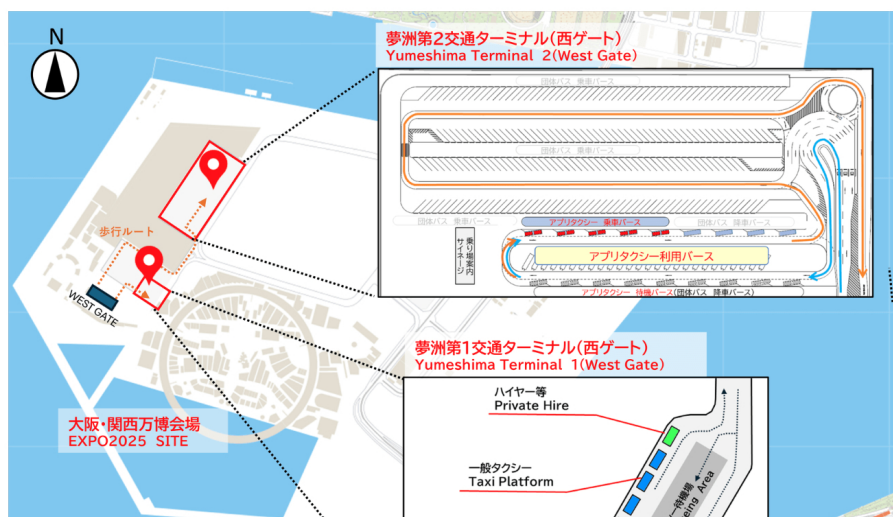 N
夢洲第2交通ターミナル(西ゲート)
Yumeshima Terminal 2(West Gate)
団体バス 乗車バース
団体バス 乗車バース
団体バス 乗車バース
アプリタクシー 乗車バース
団体バス 降車バース
乗り場案内
サイネージ
アプリタクシー利用バース
アプリタクシー 待機バース(団体バス 降車バース)
歩行ルート
WEST GATE
夢洲第1交通ターミナル(西ゲート)
Yumeshima Terminal 1(West Gate)
ハイヤー等
Private Hire
一般タクシー
Taxi Platform
大阪・関西万博会場
EXPO2025 SITE
ー待機場
eing Area